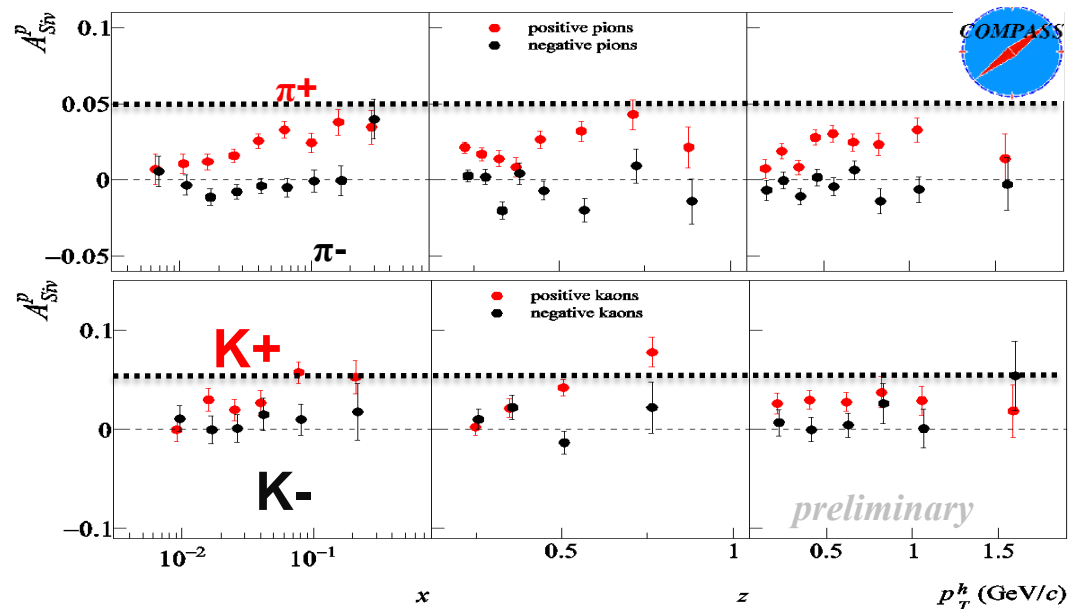 0.1
A^p_Siv
positive pions
negative pions
COMPASS
π+
0.05
0
π-
−0.05
A^p_Siv
positive kaons
negative kaons
0.1
K+
0
K-
preliminary
−0.1
10^−2
10^−1
0.5
1
0.5
1
1.5
x
z
p^h_T (GeV/c)